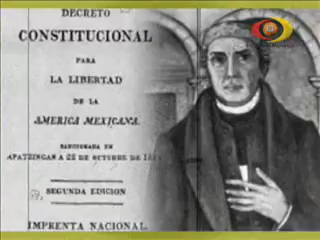 DECRETO
CONSTITUCIONAL
PARA
LA LIBERTAD
DE LA
AMERICA MEXICANA.
SANCIONADO EN
APATZINGAN A 22 DE OCTUBRE DE
SEGUNDA EDICION
IMPRENTA NACIONAL.